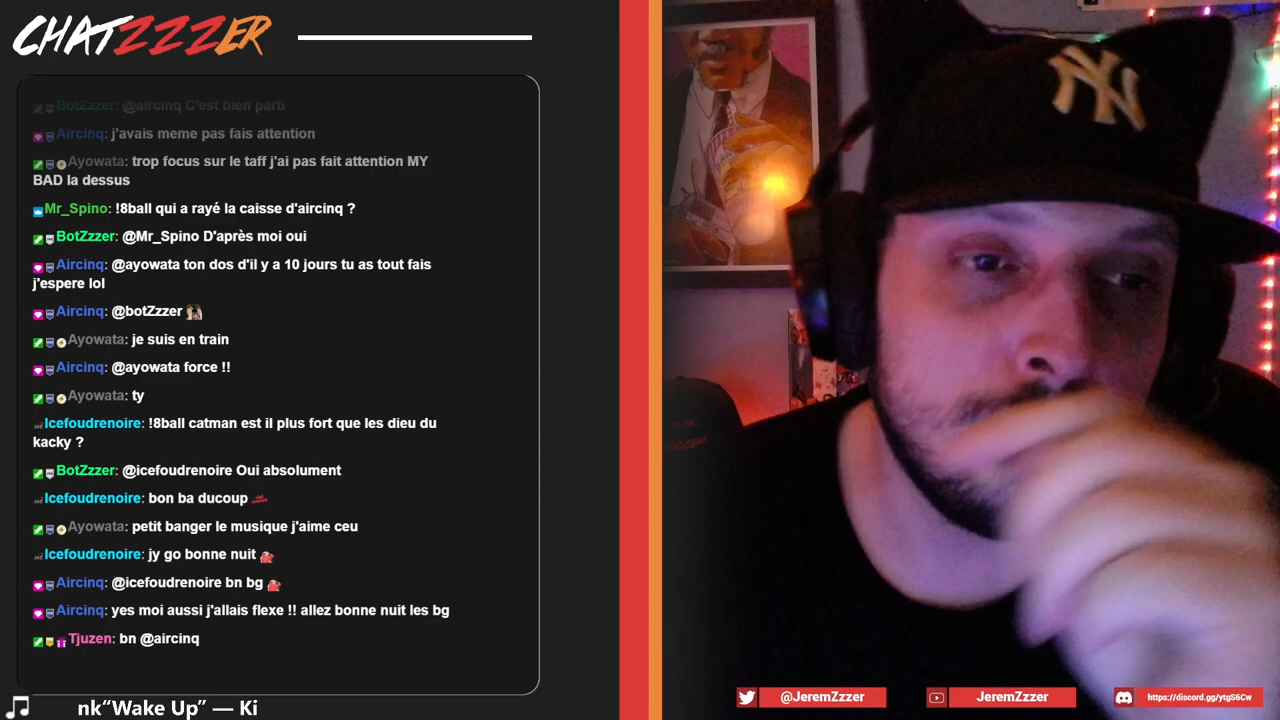 CHATZZZER
BotZzzer: @aircinq C'est bien parti
Aircinq: j'avais meme pas fais attention
Ayowata: trop focus sur le taff j'ai pas fait attention MY
BAD la dessus
Mr_Spino: !8ball qui a rayé la caisse d'aircinq ?
BotZzzer: @Mr_Spino D'après moi oui
Aircinq: @ayowata ton dos d'il y a 10 jours tu as tout fais
j'espere lol
Aircinq: @botZzzer
Ayowata: je suis en train
Aircinq: @ayowata force !!
Ayowata: ty
Icefoudrenoire: !8ball catman est il plus fort que les dieu du
kacky ?
BotZzzer: @icefoudrenoire Oui absolument
Icefoudrenoire: bon ba ducoup
Ayowata: petit banger le musique j'aime ceu
Icefoudrenoire: jy go bonne nuit
Aircinq: @icefoudrenoire bn bg
Aircinq: yes moi aussi j'allais flexe !! allez bonne nuit les bg
Tjuzen: bn @aircinq
nk“Wake Up” — Ki
NY
@JeremZzzer
JeremZzzer
https://discord.gg/ytgS6Cw